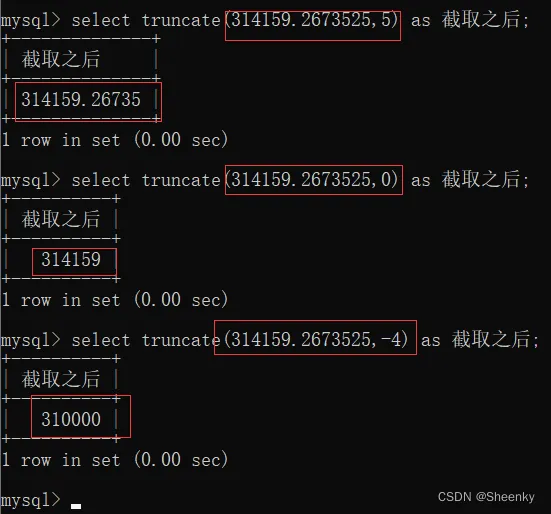 mysql> select truncate(314159.2673525,5) as 截取之后;
+--------------+
| 截取之后     |
+--------------+
| 314159.26735 |
+--------------+
1 row in set (0.00 sec)
mysql> select truncate(314159.2673525,0) as 截取之后;
+----------+
| 截取之后 |
+----------+
|   314159 |
+----------+
1 row in set (0.00 sec)
mysql> select truncate(314159.2673525,-4) as 截取之后;
+----------+
| 截取之后 |
+----------+
|   310000 |
+----------+
1 row in set (0.00 sec)
mysql>
CSDN @Sheenky